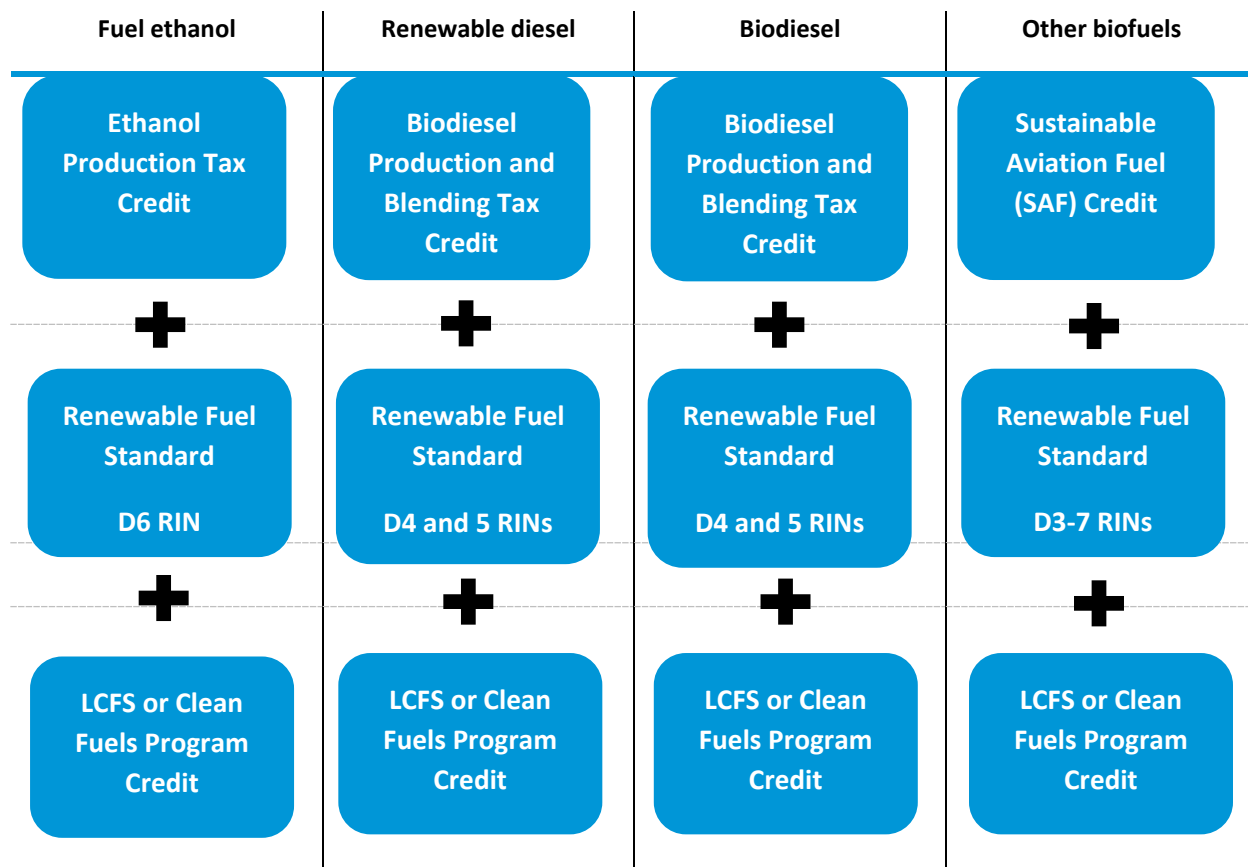 Fuel ethanol
Renewable diesel
Biodiesel
Other biofuels
Ethanol
Production Tax
Credit
Biodiesel
Production and
Blending Tax
Credit
Biodiesel
Production and
Blending Tax
Credit
Sustainable
Aviation Fuel
(SAF) Credit
Renewable Fuel
Standard
D6 RIN
Renewable Fuel
Standard
D4 and 5 RINs
Renewable Fuel
Standard
D4 and 5 RINs
Renewable Fuel
Standard
D3-7 RINs
LCFS or Clean
Fuels Program
Credit
LCFS or Clean
Fuels Program
Credit
LCFS or Clean
Fuels Program
Credit
LCFS or Clean
Fuels Program
Credit